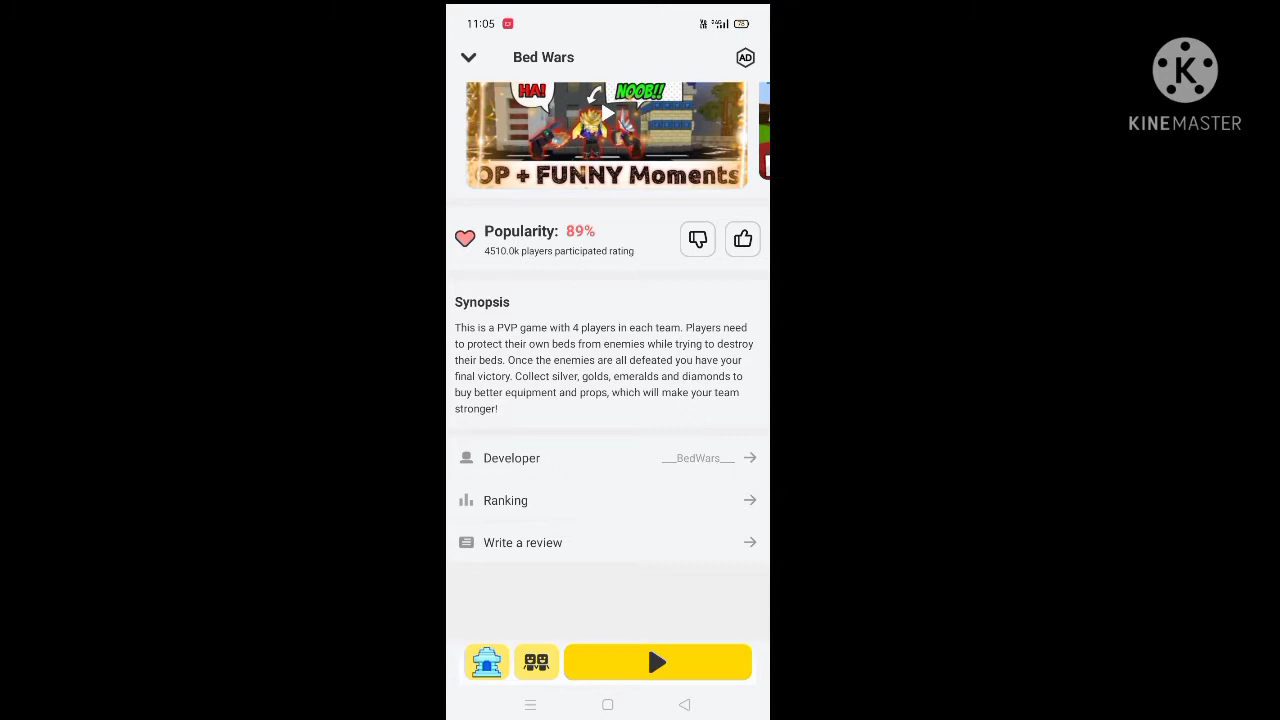 11:05
Bed Wars
AD
HA!
NOOB!!
OP + FUNNY Moments
Popularity: 89%
4510.0k players participated rating
Synopsis
This is a PVP game with 4 players in each team. Players need
to protect their own beds from enemies while trying to destroy
their beds. Once the enemies are all defeated you have your
final victory. Collect silver, golds, emeralds and diamonds to
buy better equipment and props, which will make your team
stronger!
Developer
___BedWars___
Ranking
Write a review
K
KINEMASTER